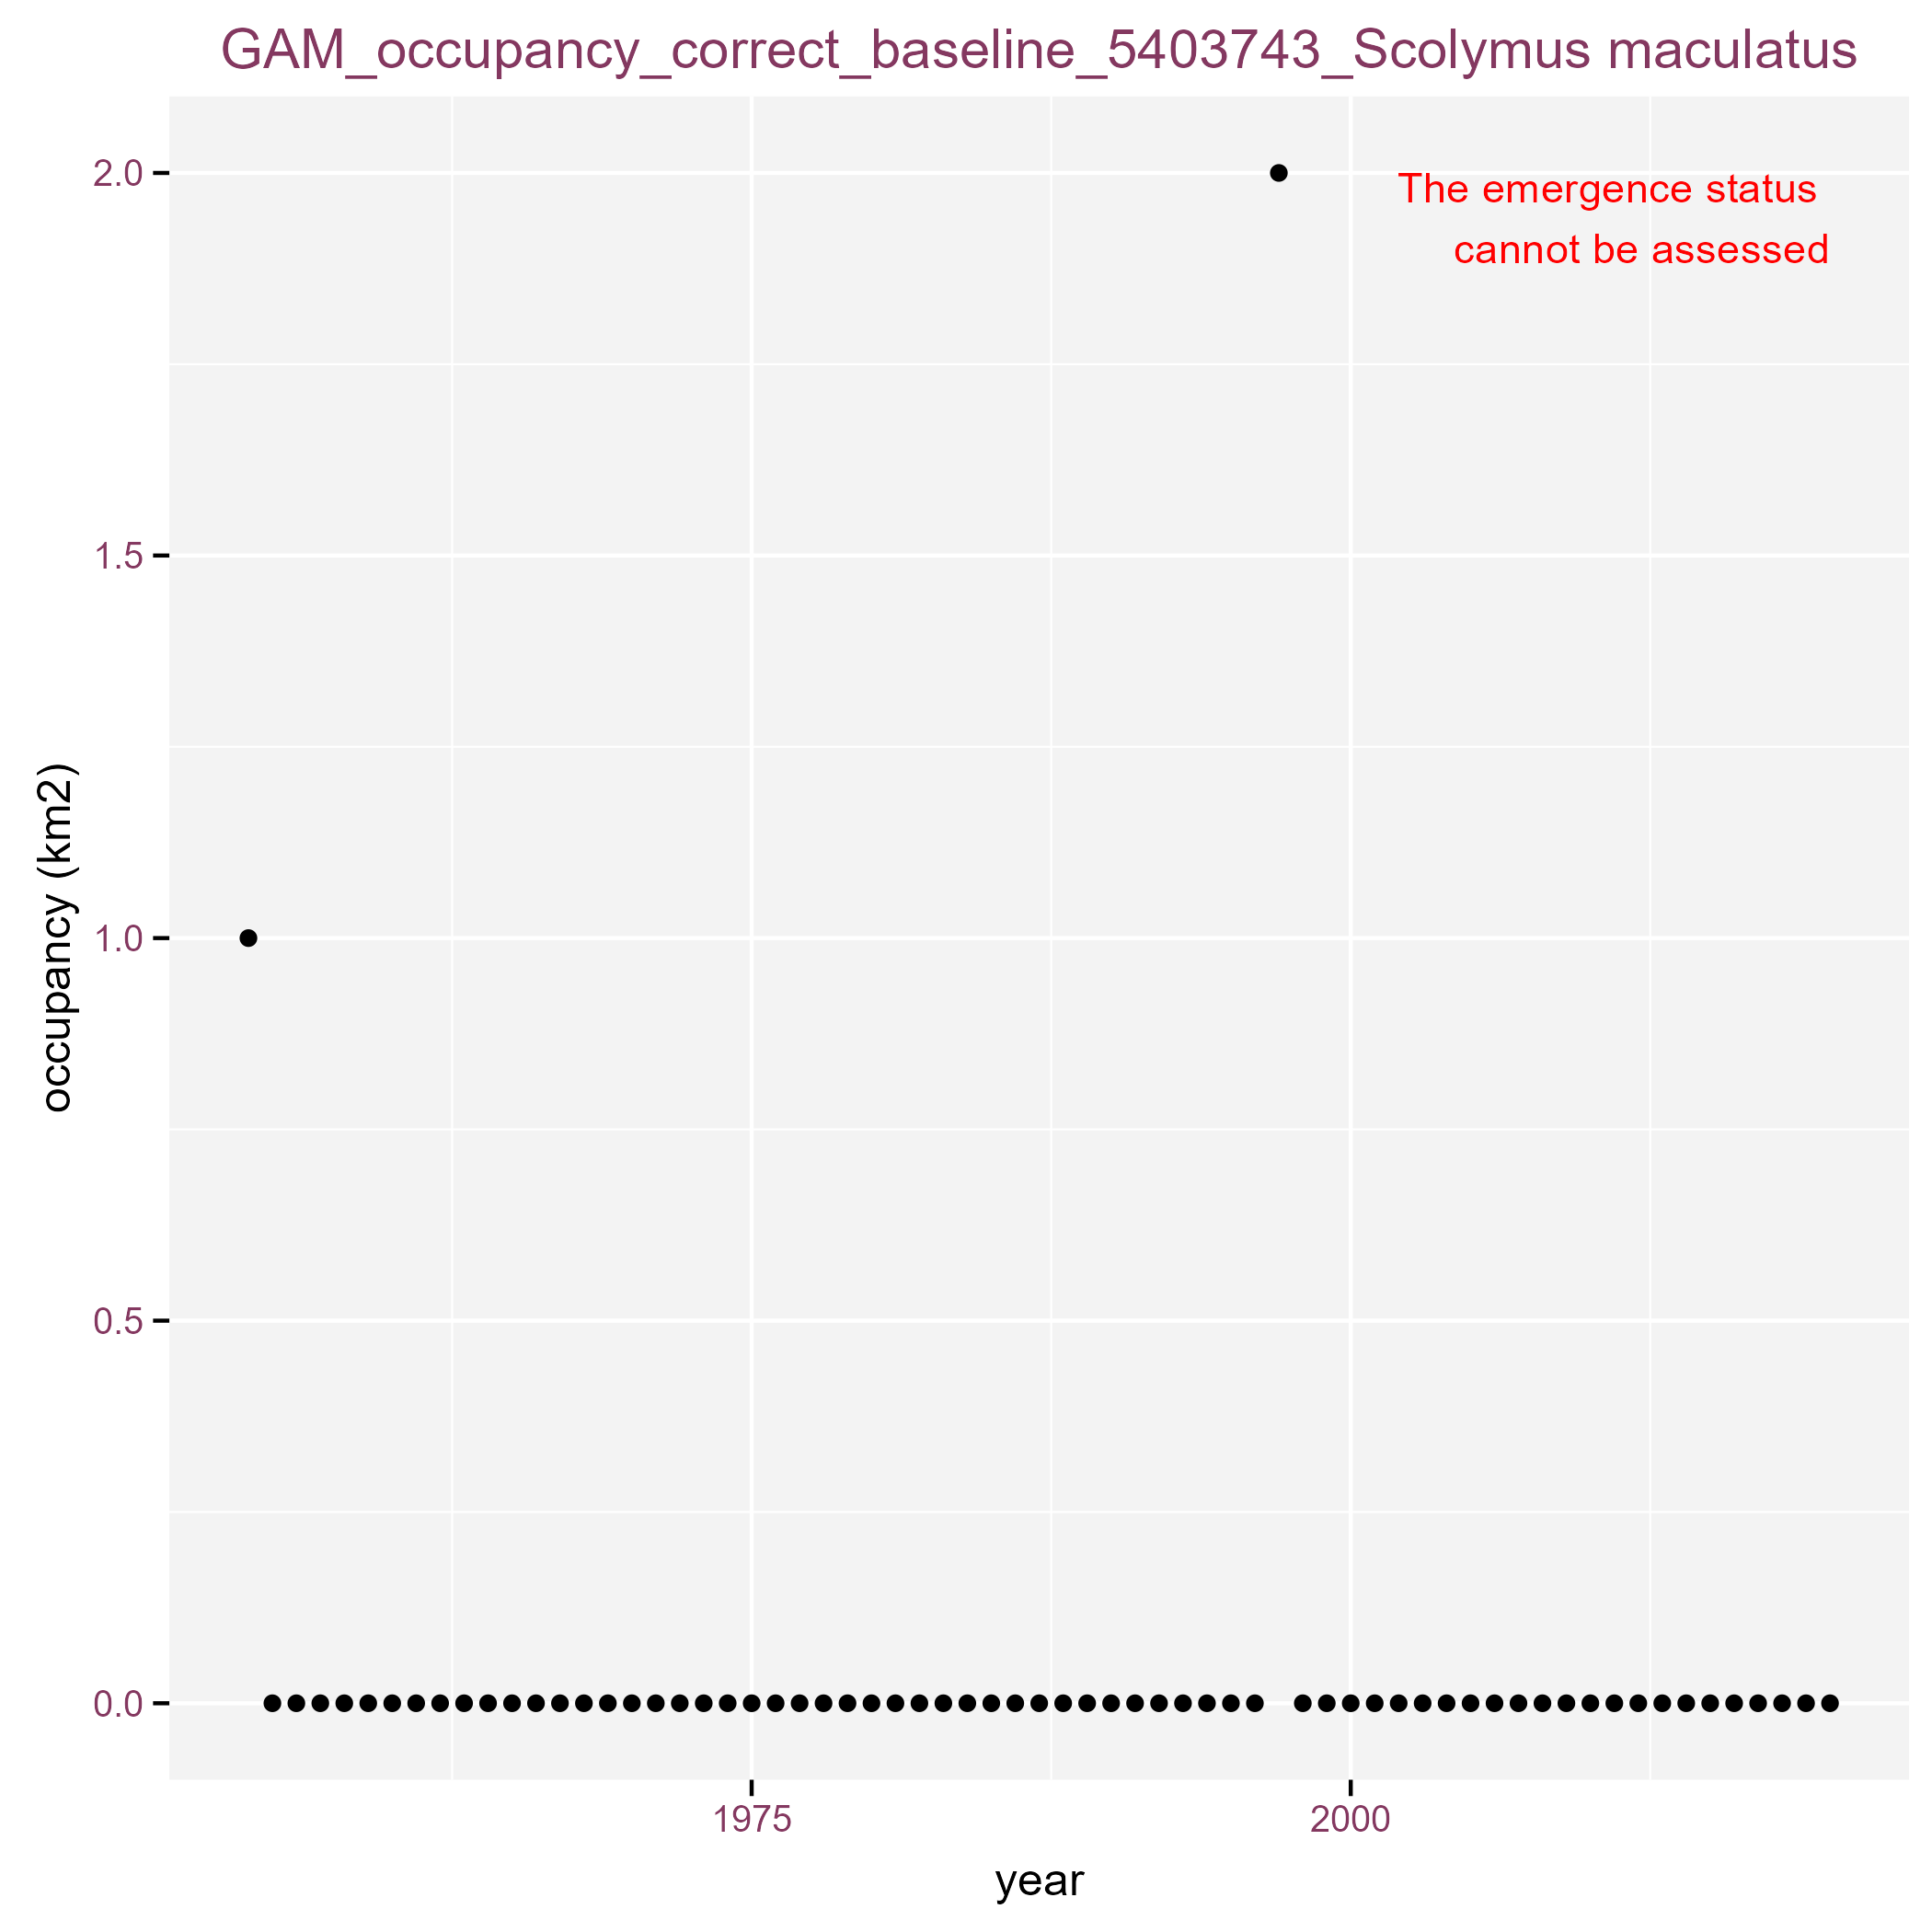 GAM_occupancy_correct_baseline_5403743_Scolymus maculatus
2.0
The emergence status
cannot be assessed
1.5
occupancy (km2)
1.0
0.5
0.0
1975
2000
year